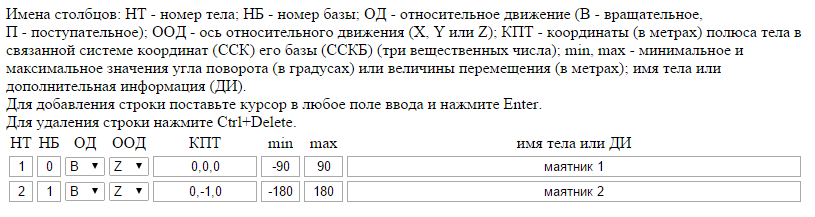 Имена столбцов: НТ - номер тела; НБ - номер базы; ОД - относительное движение (В - вращательное,
П - поступательное); ООД - ось относительного движения (X, Y или Z); КПТ - координаты (в метрах) полюса тела в
связанной системе координат (ССК) его базы (ССКБ) (три вещественных числа); min, max - минимальное и
максимальное значения угла поворота (в градусах) или величины перемещения (в метрах); имя тела или
дополнительная информация (ДИ).
Для добавления строки поставьте курсор в любое поле ввода и нажмите Enter.
Для удаления строки нажмите Ctrl+Delete.
НТ НБ ОД ООД КПТ min max имя тела или ДИ
1 0 В Z 0,0,0 -90 90 маятник 1
2 1 В Z 0,-1,0 -180 180 маятник 2